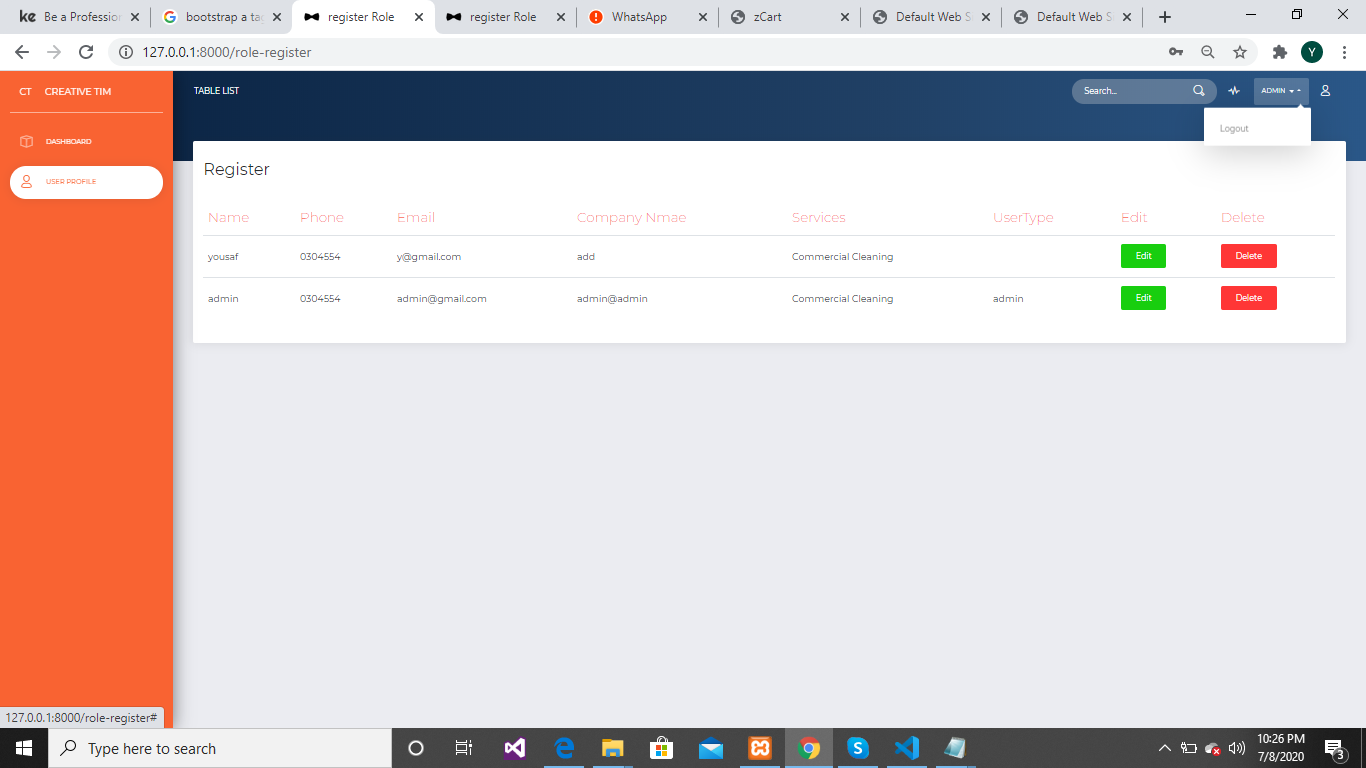 ke Be a Profession
bootstrap a tag
register Role
register Role
WhatsApp
zCart
Default Web S
Default Web S
127.0.0.1:8000/role-register
Y
CT CREATIVE TIM
TABLE LIST
Search...
ADMIN
Logout
DASHBOARD
USER PROFILE
Register
Name Phone Email Company Nmae Services UserType Edit Delete
yousaf 0304554 y@gmail.com add Commercial Cleaning Edit Delete
admin 0304554 admin@gmail.com admin@admin Commercial Cleaning admin Edit Delete
127.0.0.1:8000/role-register#
Type here to search
10:26 PM
7/8/2020
3